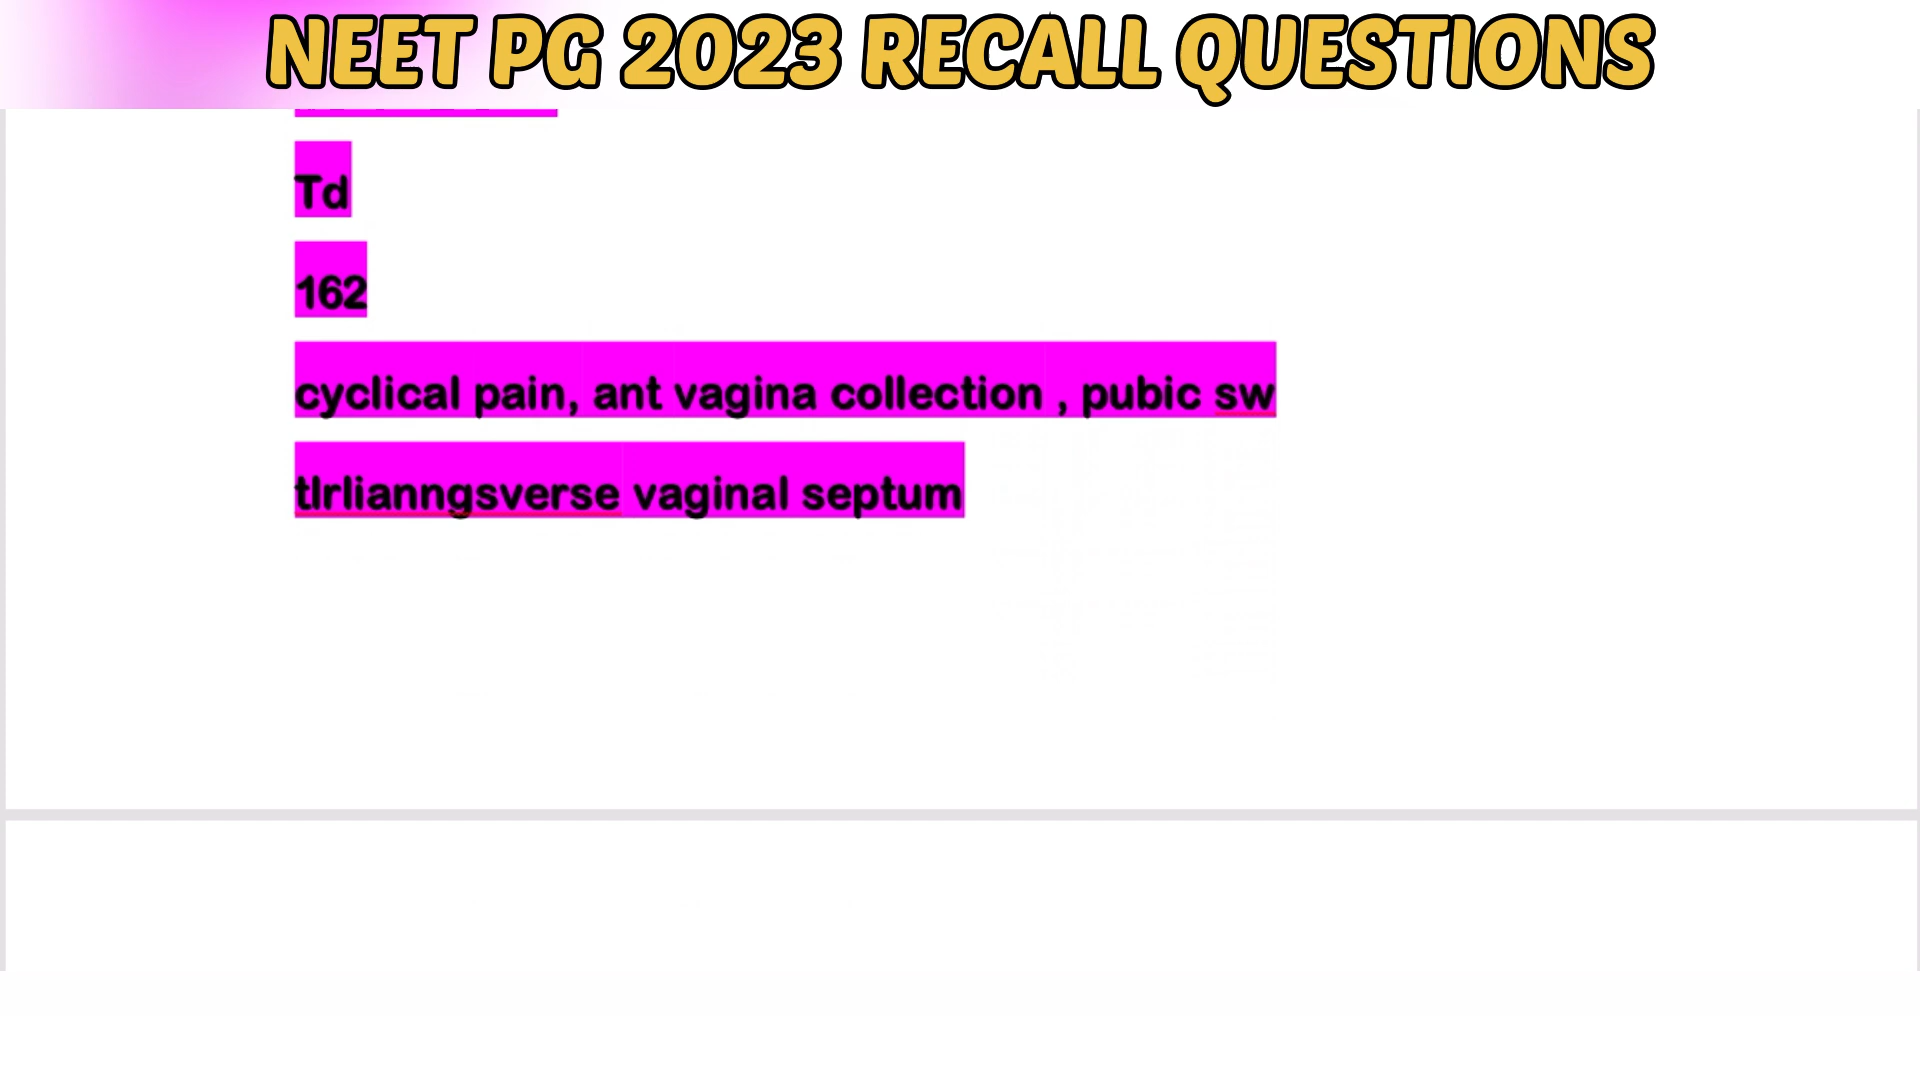 NEET PG 2023 RECALL QUESTIONS
Td
162
cyclical pain, ant vagina collection , pubic sw
tlrlianngsverse vaginal septum